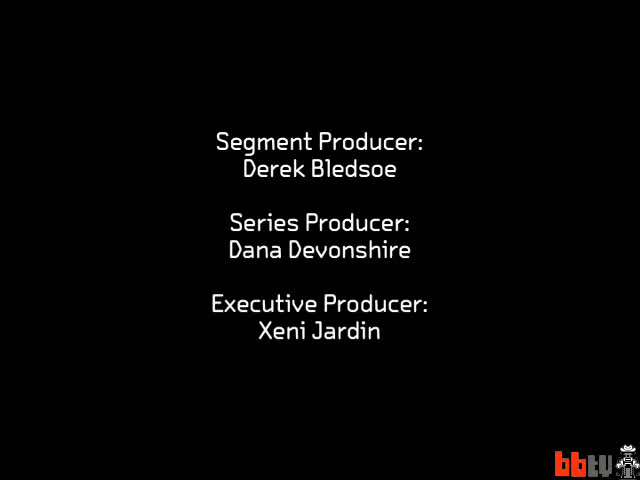 Segment Producer:
Derek Bledsoe
Series Producer:
Dana Devonshire
Executive Producer:
Xeni Jardin
bbtv